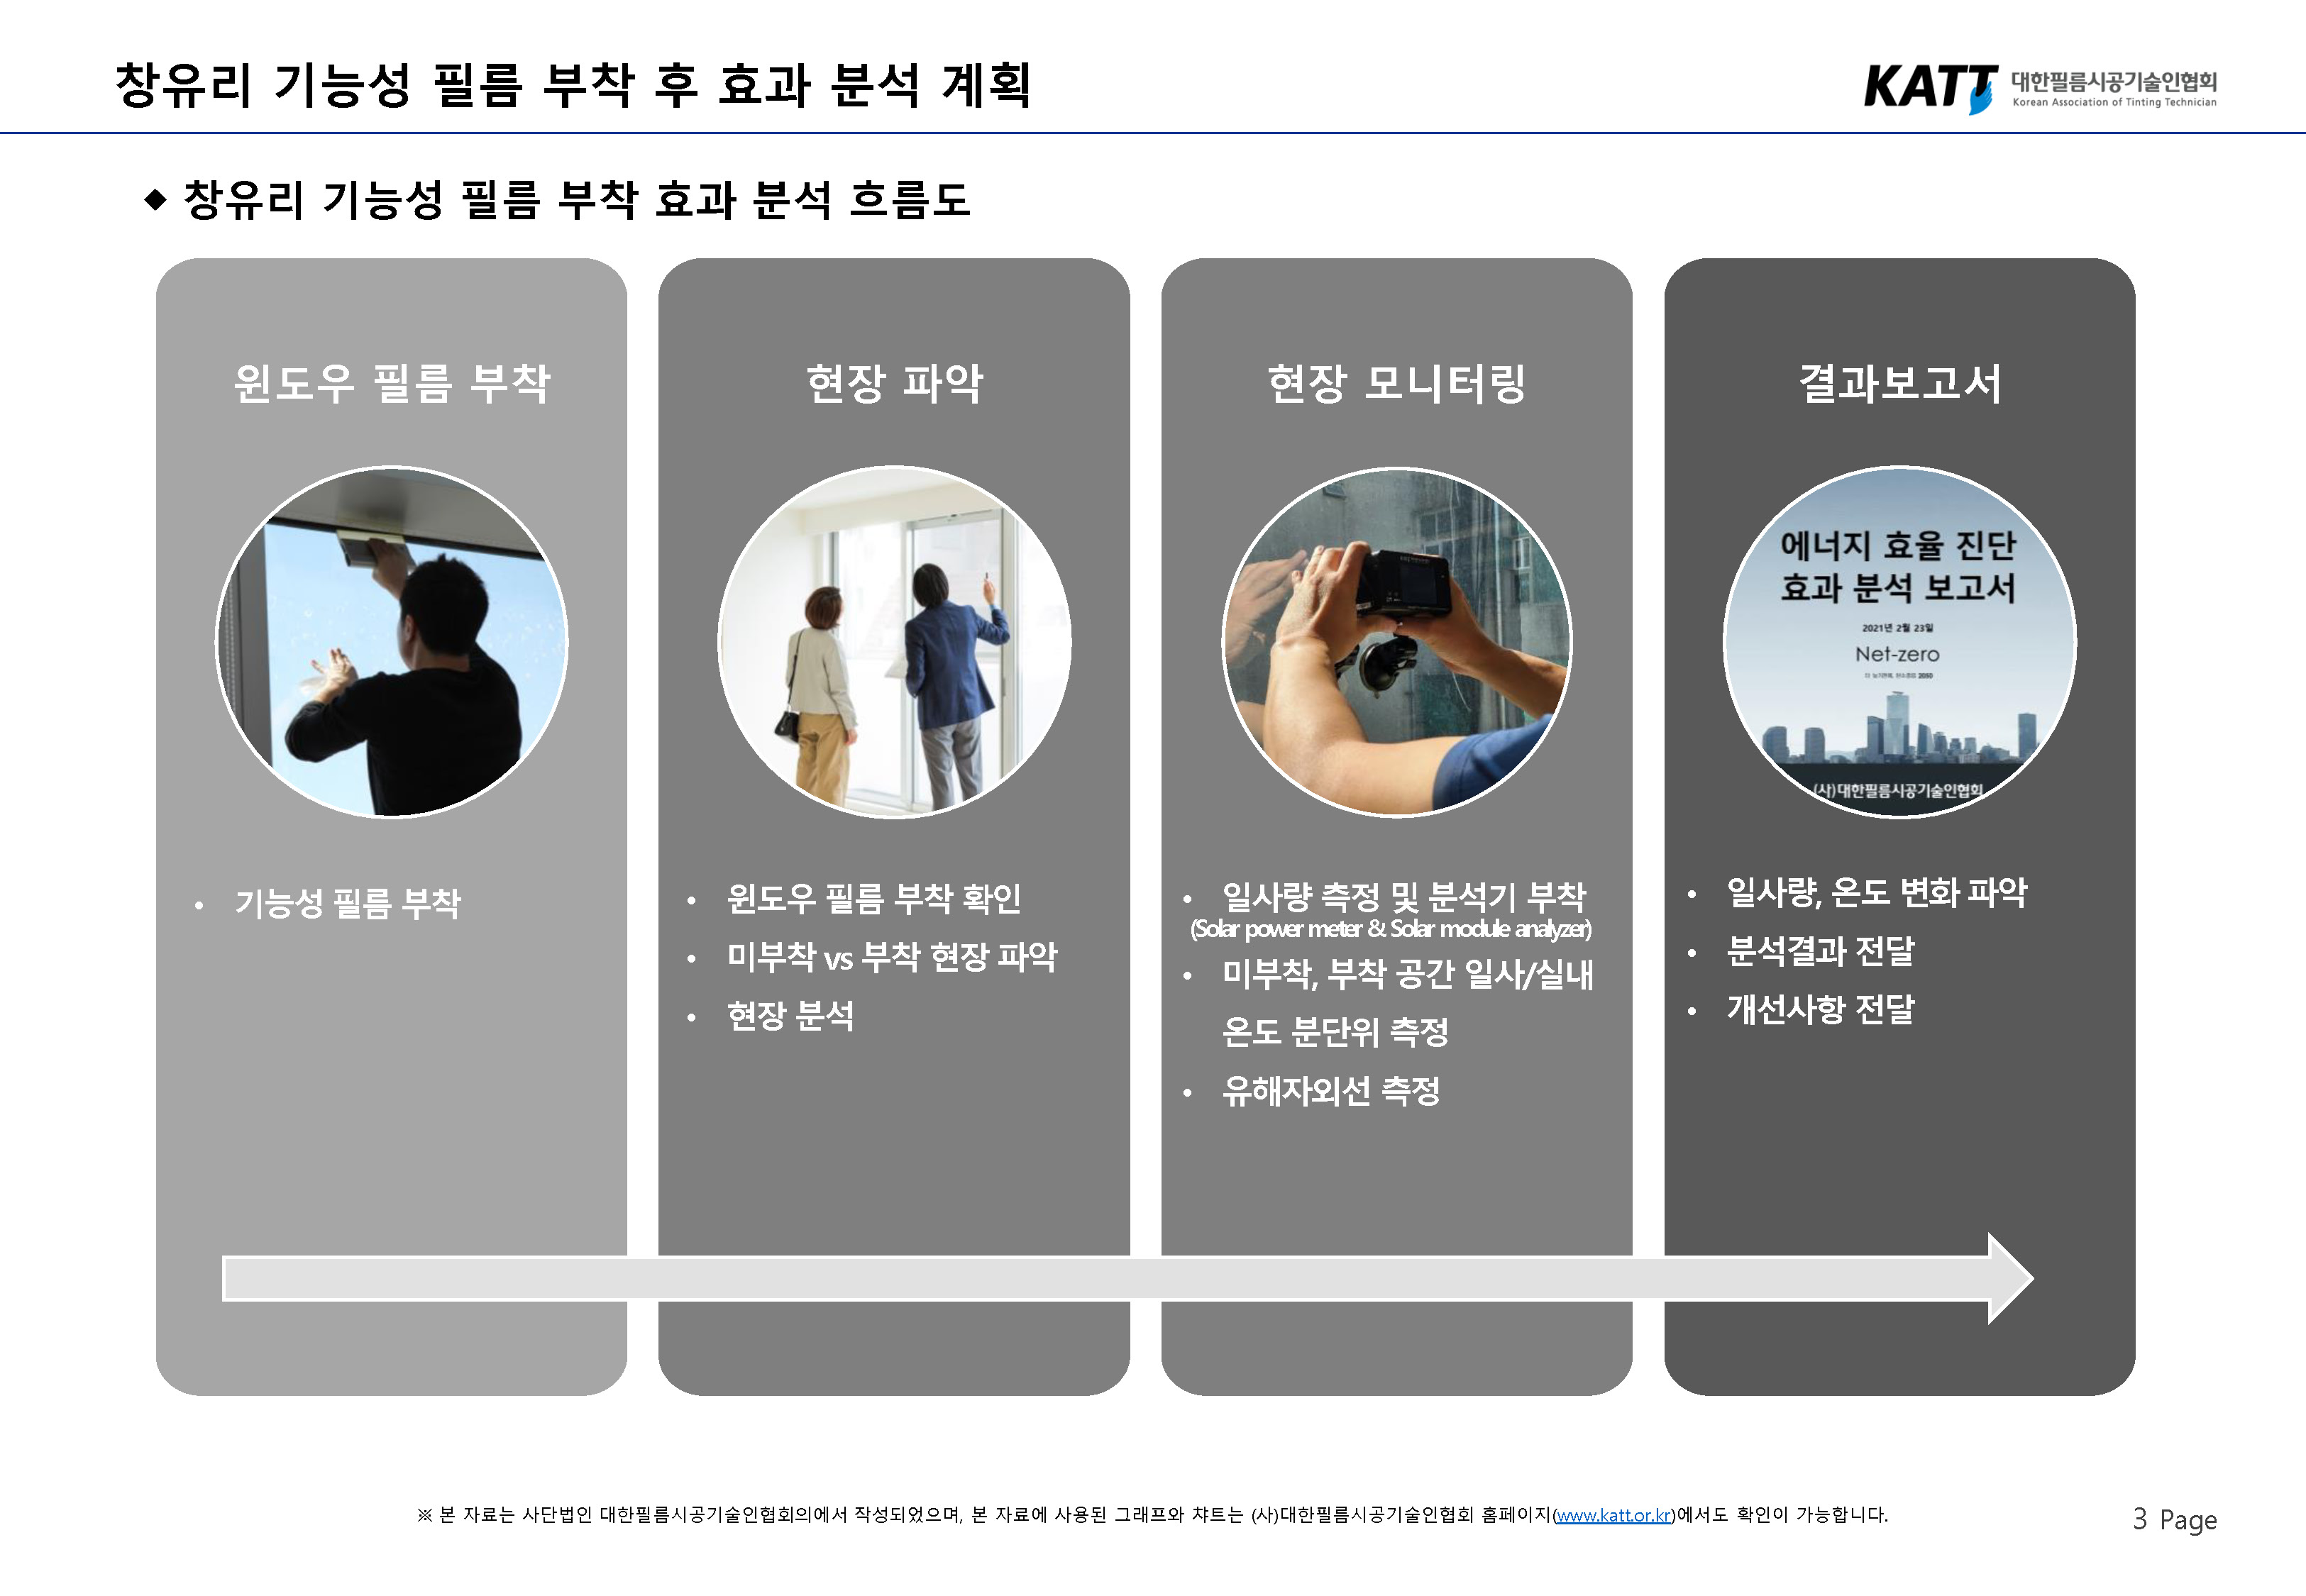 창유리 기능성 필름 부착 후 효과 분석 계획
KATT 대한필름시공기술인협회
Korean Association of Tinting Technician
◆ 창유리 기능성 필름 부착 효과 분석 흐름도
윈도우 필름 부착
• 기능성 필름 부착
현장 파악
• 윈도우 필름 부착 확인
• 미부착 vs 부착 현장 파악
• 현장 분석
현장 모니터링
• 일사량 측정 및 분석기 부착
(Solar power meter & Solar module analyzer)
• 미부착, 부착 공간 일사/실내
온도 분단위 측정
• 유해자외선 측정
결과보고서
에너지 효율 진단
효과 분석 보고서
2021년 2월 23일
Net-zero
2050
(사)대한필름시공기술인협회
• 일사량, 온도 변화 파악
• 분석결과 전달
• 개선사항 전달
※ 본 자료는 사단법인 대한필름시공기술인협회의에서 작성되었으며, 본 자료에 사용된 그래프와 챠트는 (사)대한필름시공기술인협회 홈페이지(www.katt.or.kr)에서도 확인이 가능합니다.
3 Page